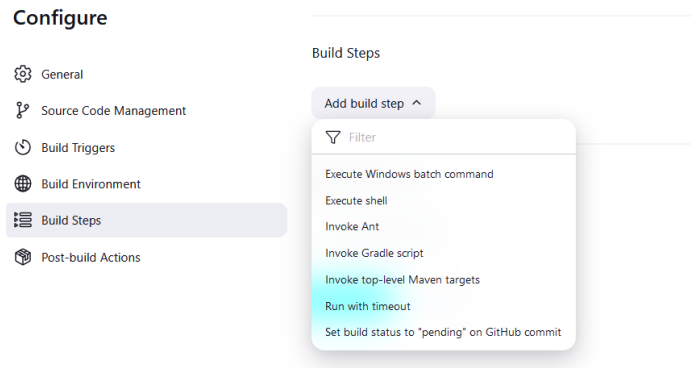 Configure
General
Source Code Management
Build Triggers
Build Environment
Build Steps
Post-build Actions
Build Steps
Add build step
Filter
Execute Windows batch command
Execute shell
Invoke Ant
Invoke Gradle script
Invoke top-level Maven targets
Run with timeout
Set build status to "pending" on GitHub commit